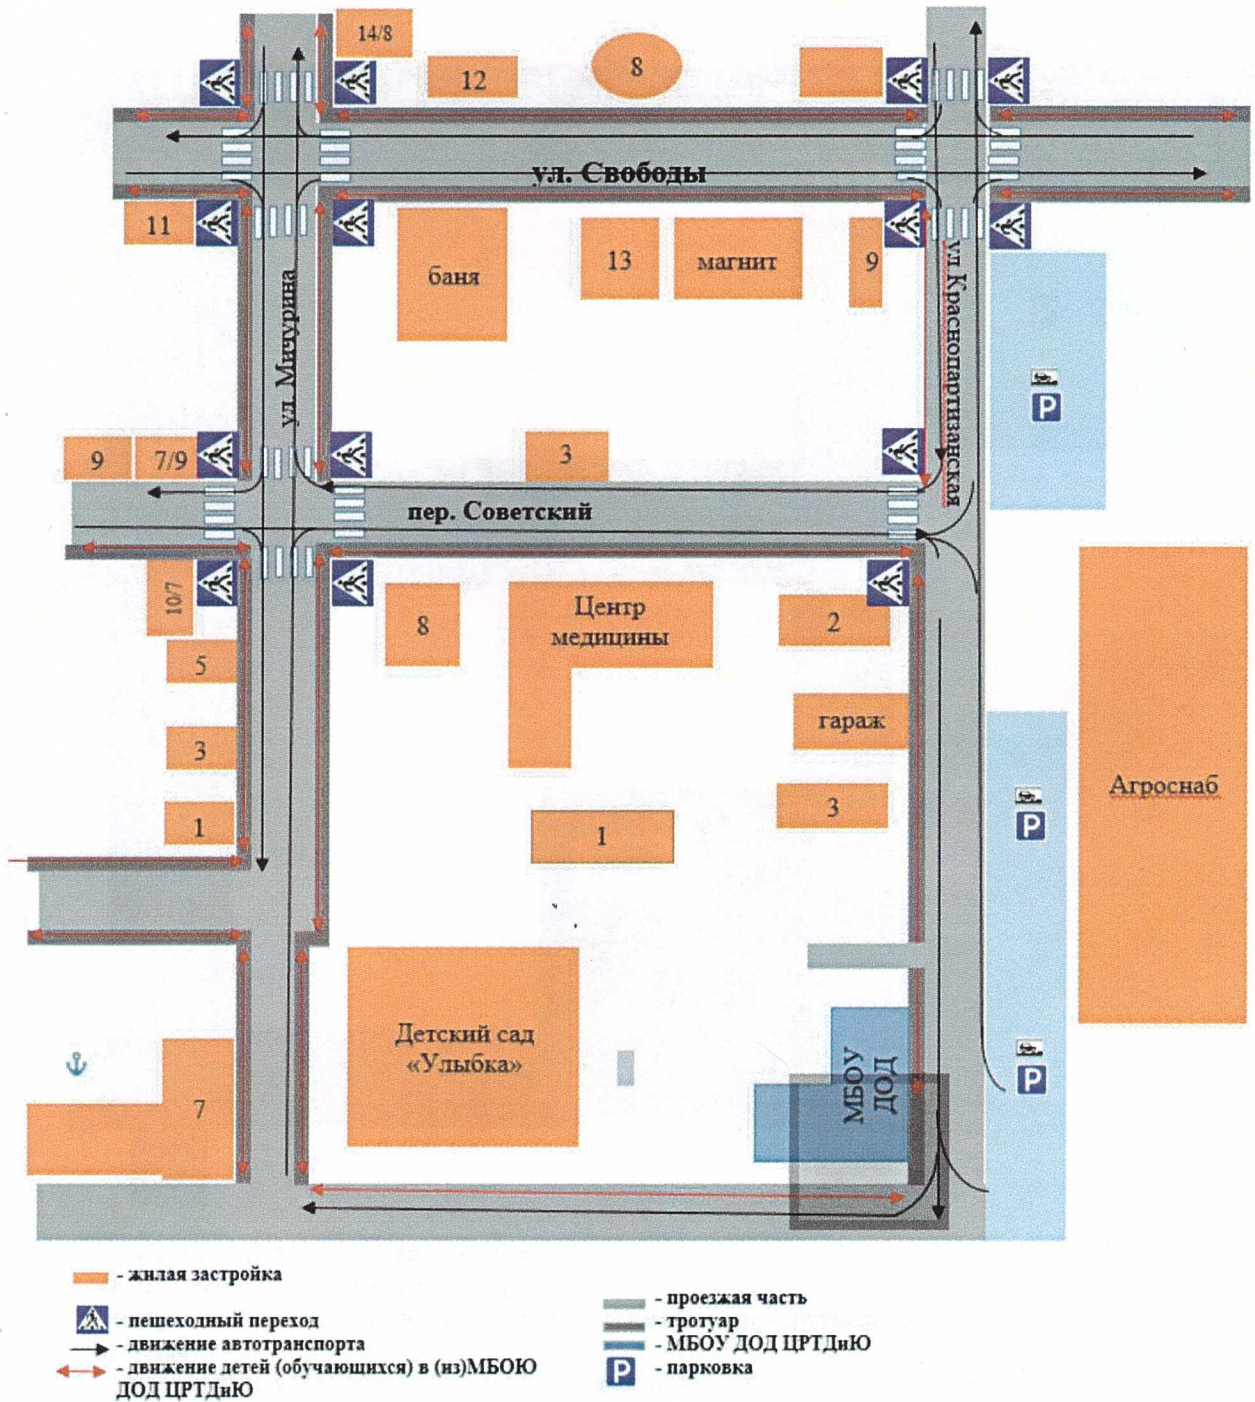 14/8
12
8
ул. Свободы
11
баня
13
магнит
9
ул. Мичурина
ул Краснопартизанская
P
9
7/9
3
пер. Советский
10/7
8
Центр
медицины
2
5
гараж
3
Агроснаб
3
P
1
1
Детский сад
«Улыбка»
МБОУ
ДОД
P
7
- жилая застройка
- пешеходный переход
- движение автотранспорта
- движение детей (обучающихся) в (из)МБОЮ
ДОД ЦРТДиЮ
- проезжая часть
- тротуар
- МБОУ ДОД ЦРТДиЮ
P - парковка